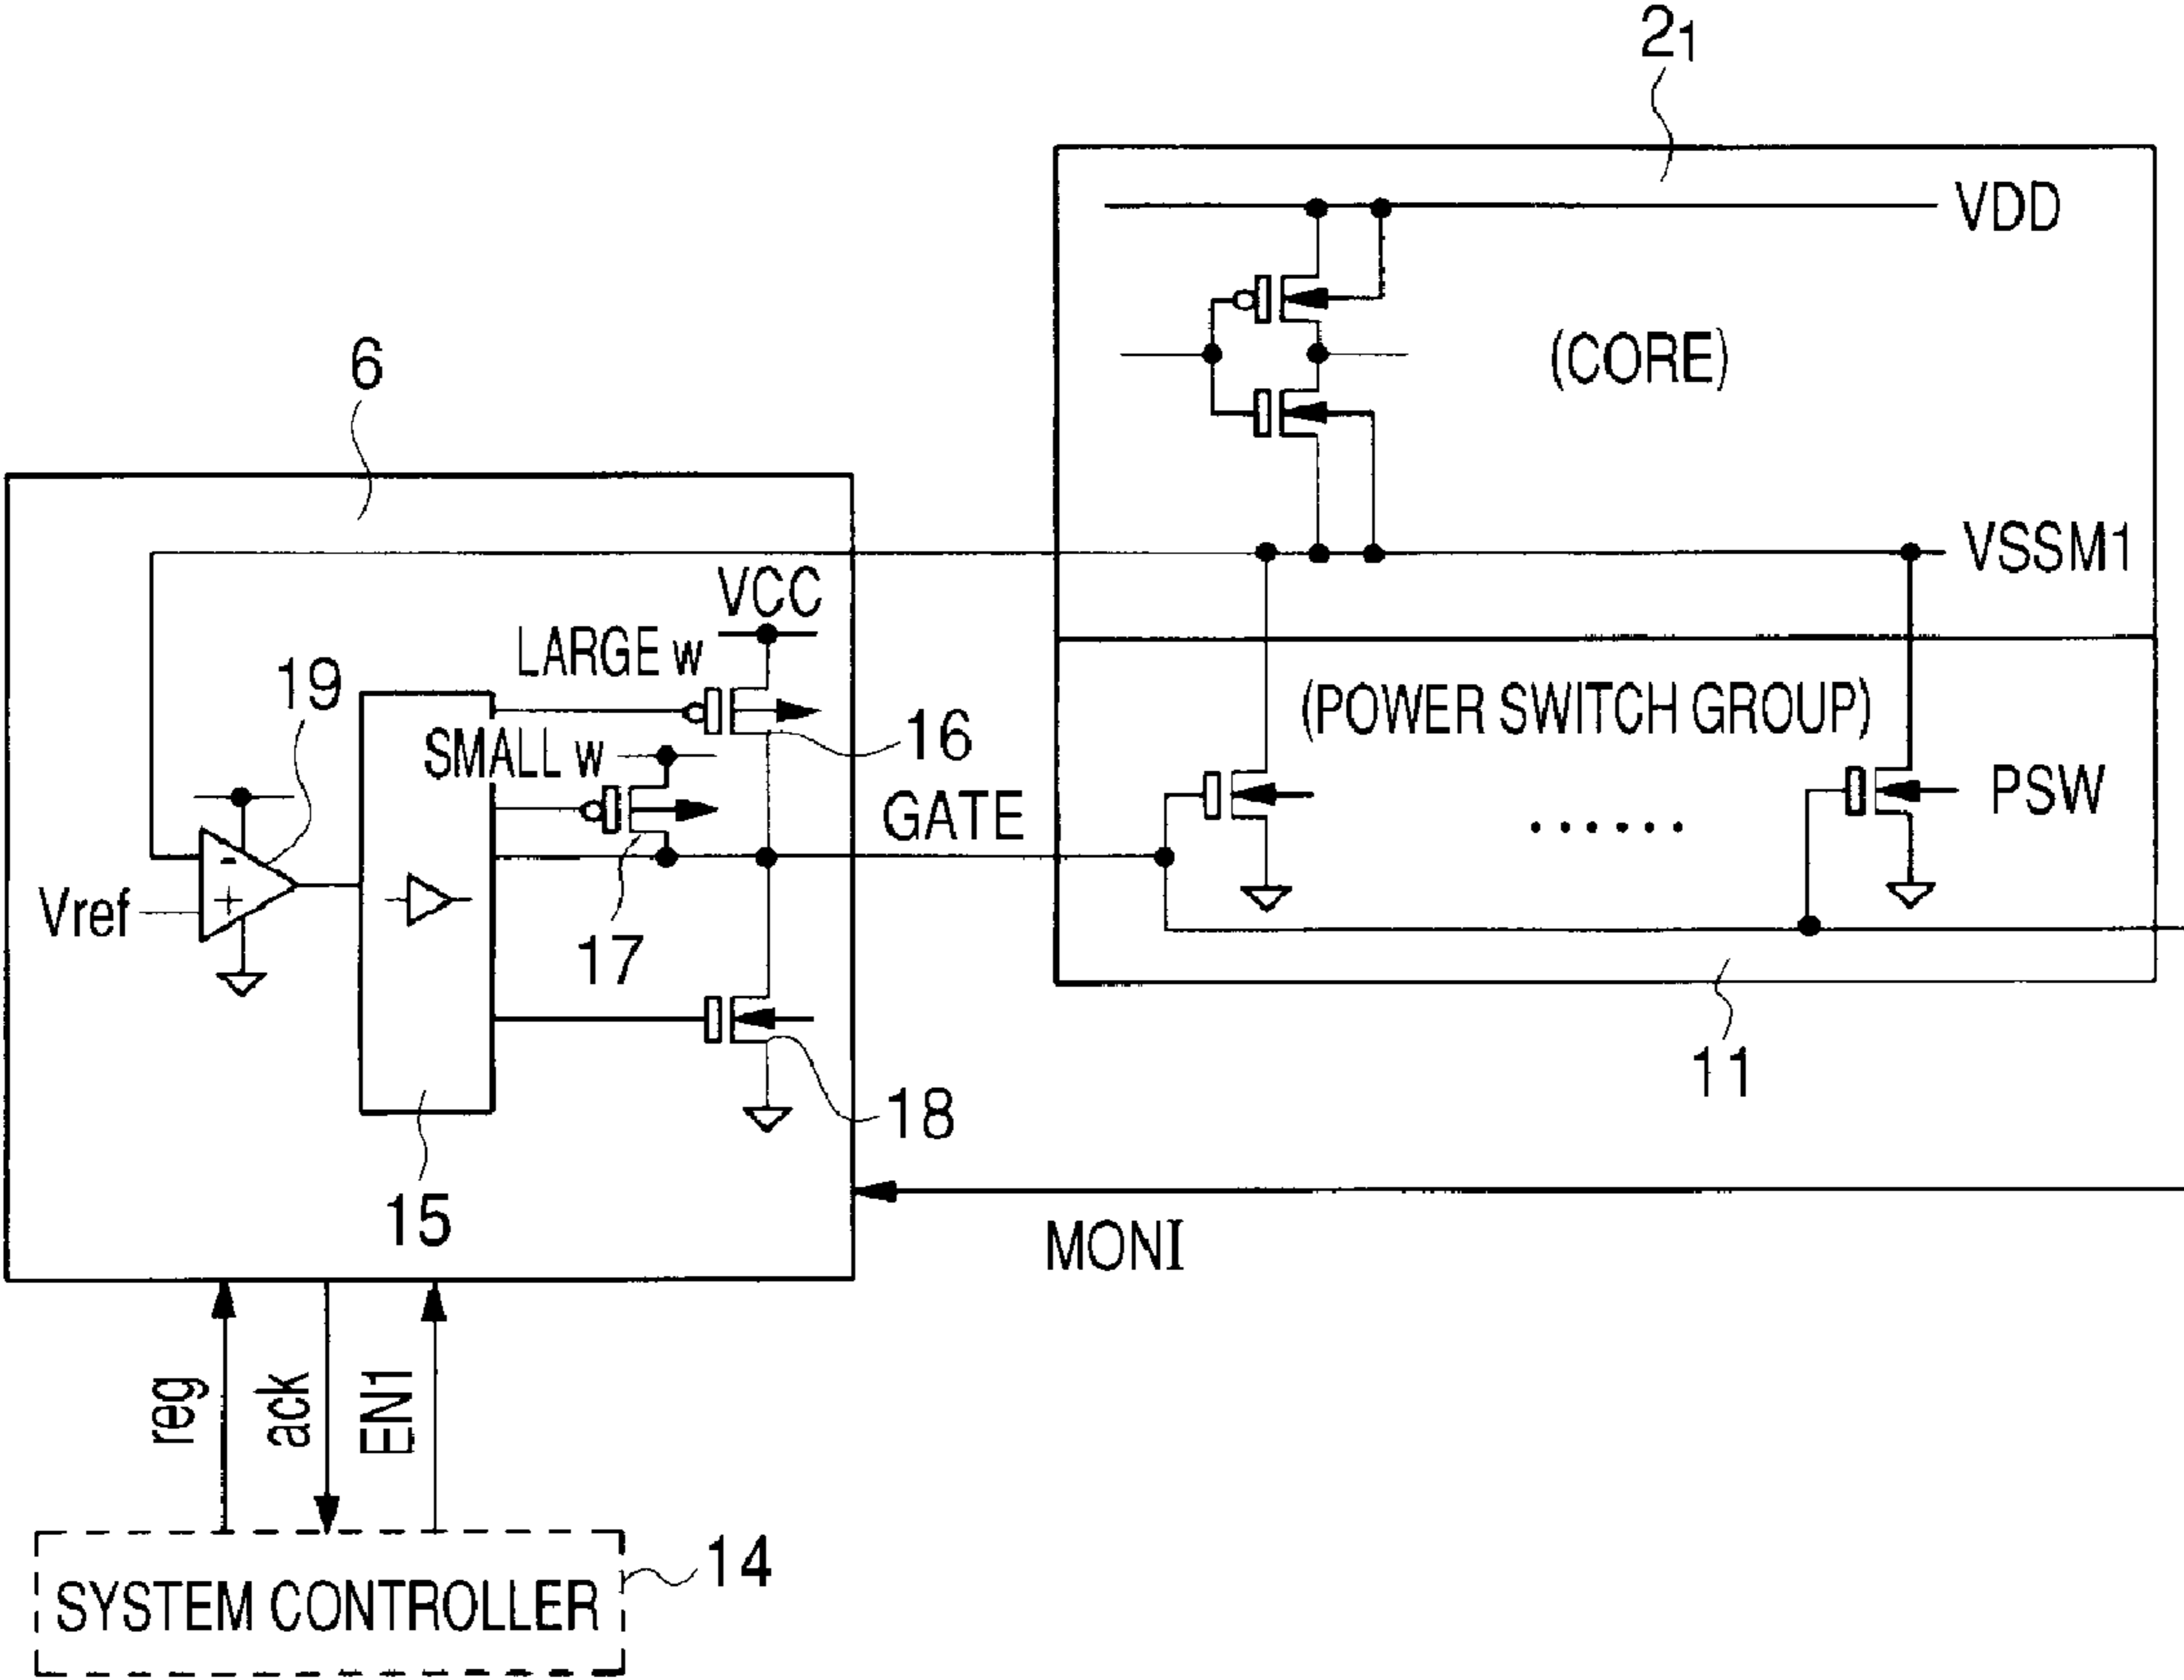 21
VDD
(CORE)
6
VSSM1
VCC
LARGE w
19
(POWER SWITCH GROUP)
16
SMALL w
GATE
PSW
-
+
Vref
17
11
18
15
MONI
reg
ack
EN1
14
SYSTEM CONTROLLER